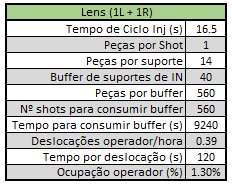 Lens (1L + 1R)
Tempo de Ciclo Inj (s) 16.5
Peças por Shot 1
Peças por suporte 14
Buffer de suportes de IN 40
Peças por buffer 560
Nº shots para consumir buffer 560
Tempo para consumir buffer (s) 9240
Deslocações operador/hora 0.39
Tempo por deslocação (s) 120
Ocupação operador (%) 1.30%